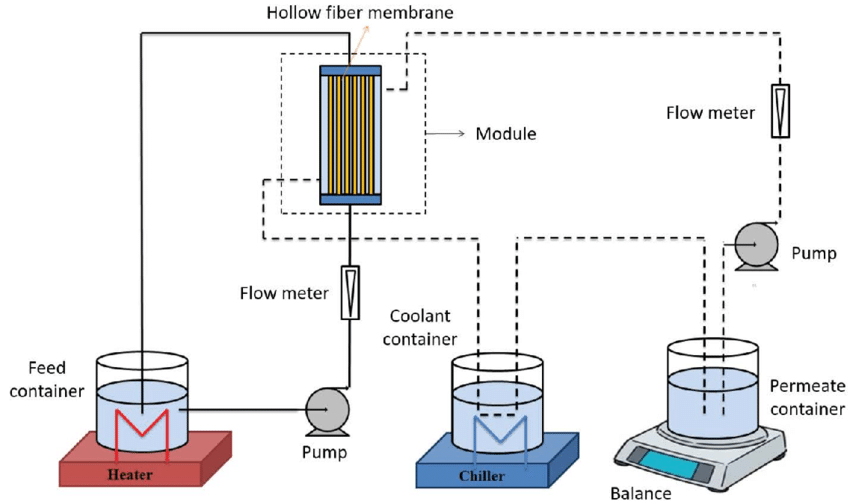 Hollow fiber membrane
Flow meter
Module
Pump
Flow meter
Coolant
container
Feed
container
Permeate
container
Pump
Heater
Chiller
Balance